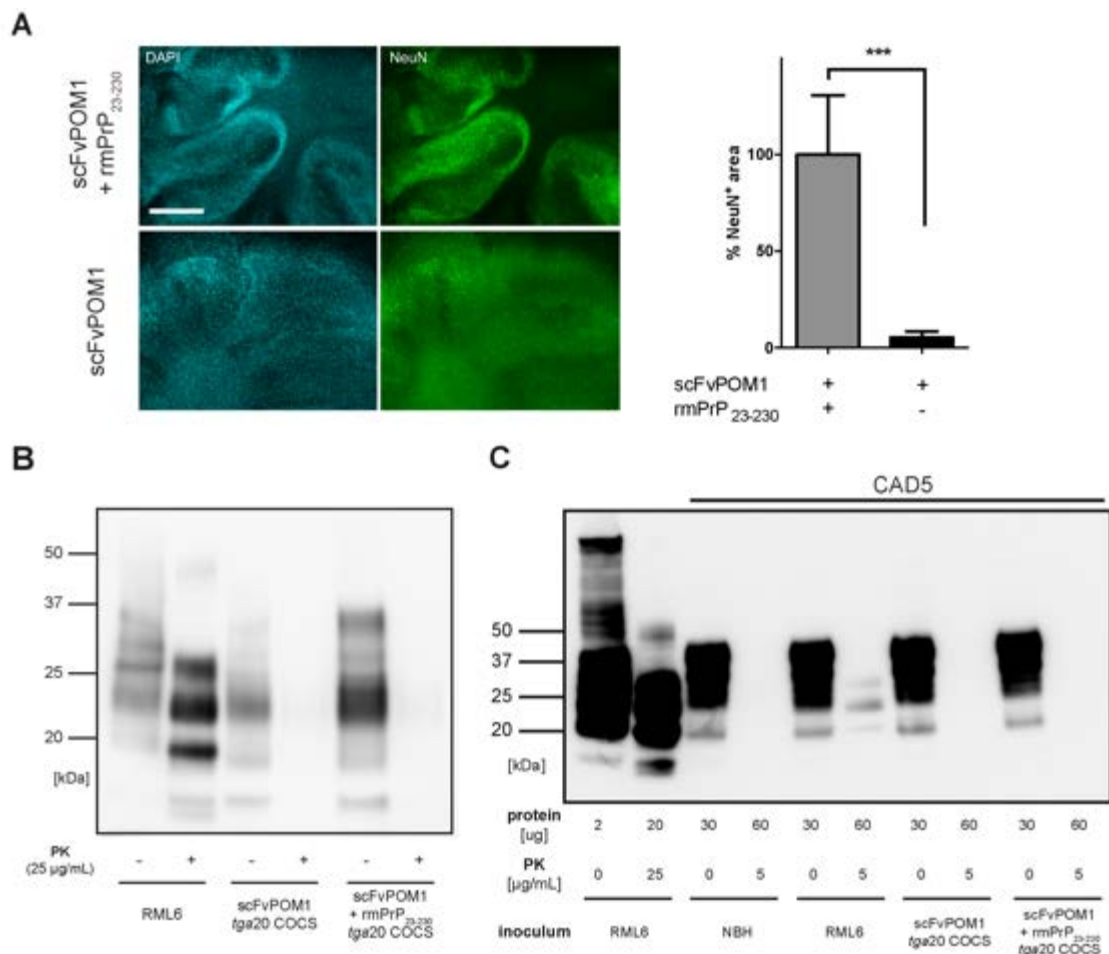 A
DAPI
NeuN
scFvPOM1
+ rmPrP23-230
scFvPOM1
***
% NeuN+ area
100
50
0
scFvPOM1 + +
rmPrP23-230 + -
B
50
37
25
20
[kDa]
PK
(25 µg/mL)
- + - + - +
RML6
scFvPOM1
tga20 COCS
scFvPOM1
+ rmPrP23-230
tga20 COCS
C
CAD5
50
37
25
20
[kDa]
protein
[ug]
2 20 30 60 30 60 30 60 30 60
PK
[µg/mL]
0 25 0 5 0 5 0 5 0 5
inoculum
RML6
NBH
RML6
scFvPOM1
tga20 COCS
scFvPOM1
+ rmPrP23-230
tga20 COCS